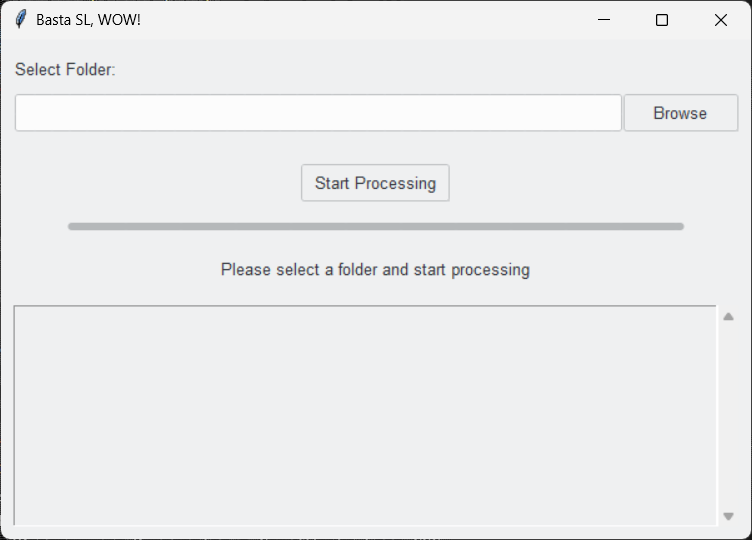 Basta SL, WOW!
Select Folder:
Browse
Start Processing
Please select a folder and start processing